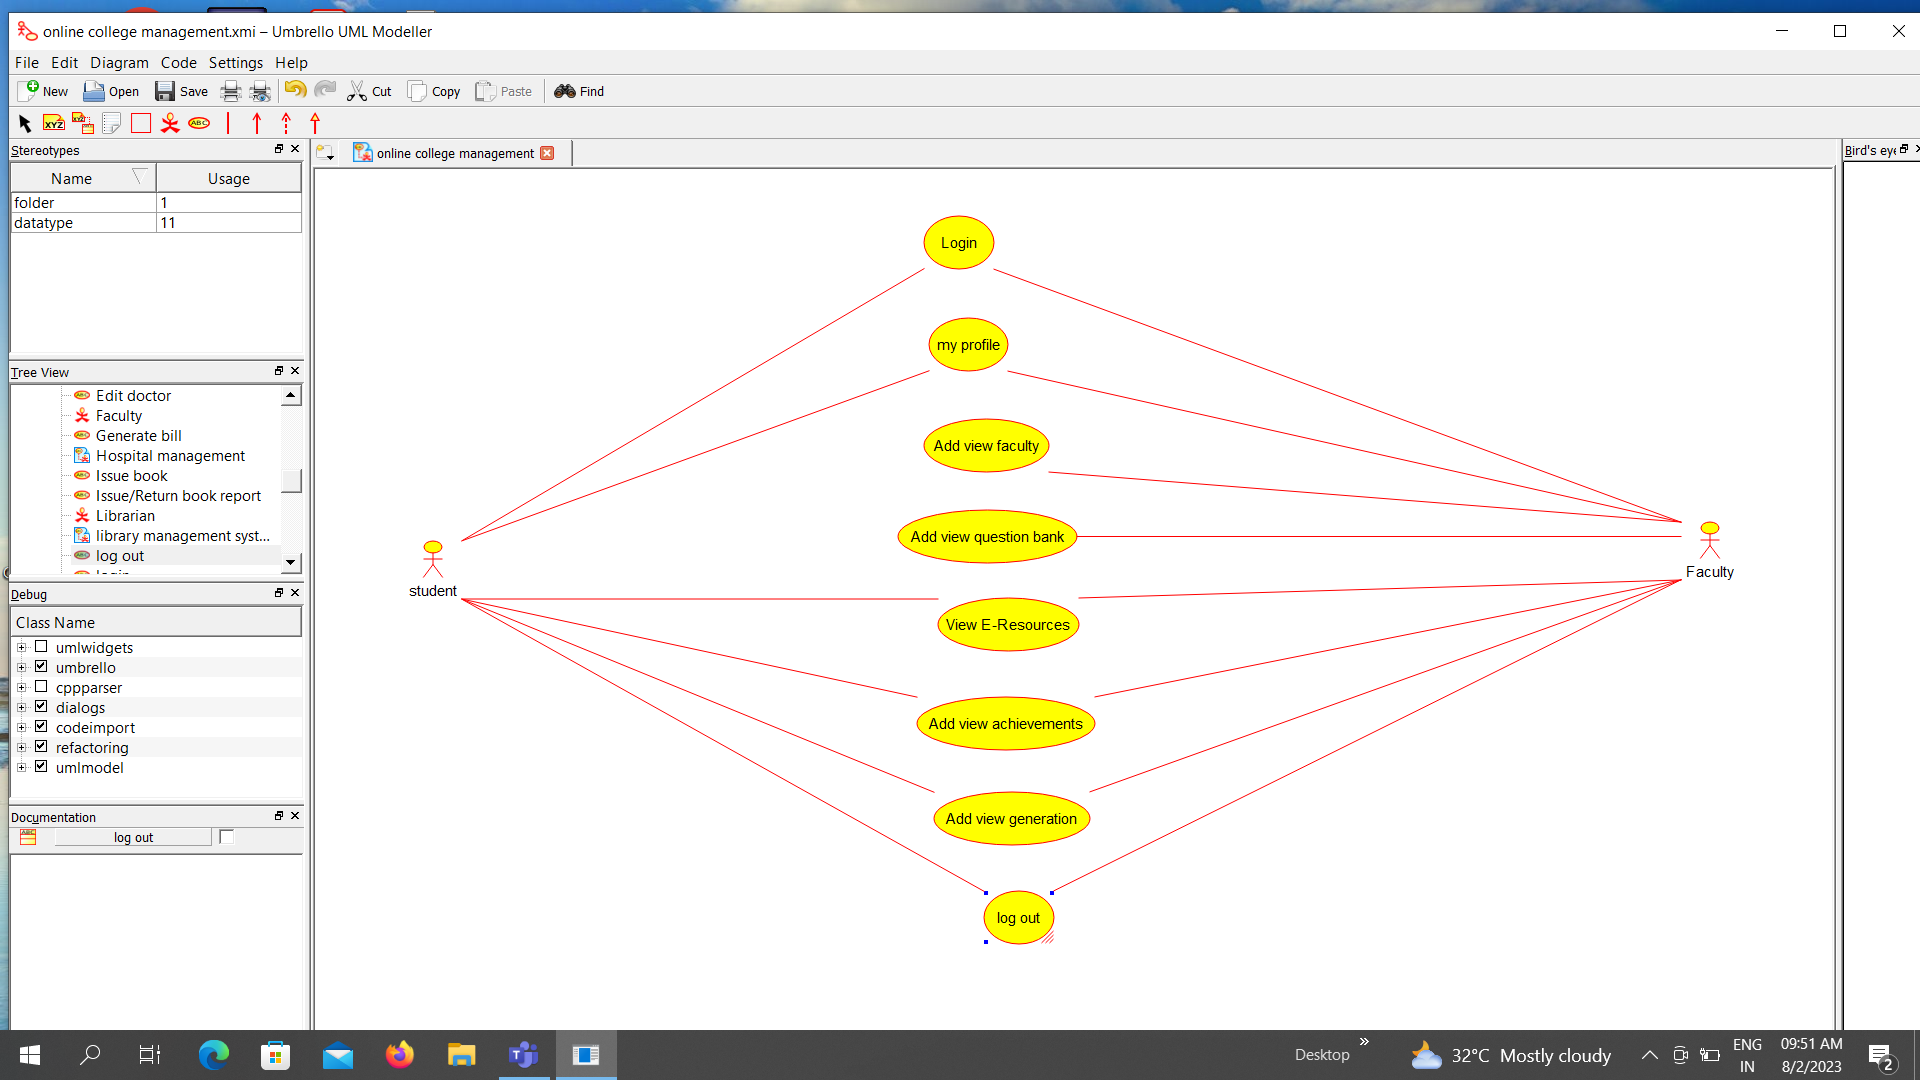 online college management.xmi – Umbrello UML Modeller
File Edit Diagram Code Settings Help
New Open Save Cut Copy Paste Find
XYZ ABC
Stereotypes
Name Usage
folder 1
datatype 11
online college management
Bird's eye
Tree View
Edit doctor
Faculty
Generate bill
Hospital management
Issue book
Issue/Return book report
Librarian
library management syst...
log out
login
Debug
Class Name
umlwidgets
umbrello
cppparser
dialogs
codeimport
refactoring
umlmodel
Documentation
log out
Login
my profile
Add view faculty
Add view question bank
View E-Resources
Add view achievements
Add view generation
log out
student
Faculty
Desktop
32°C Mostly cloudy
ENG
IN
09:51 AM
8/2/2023
2